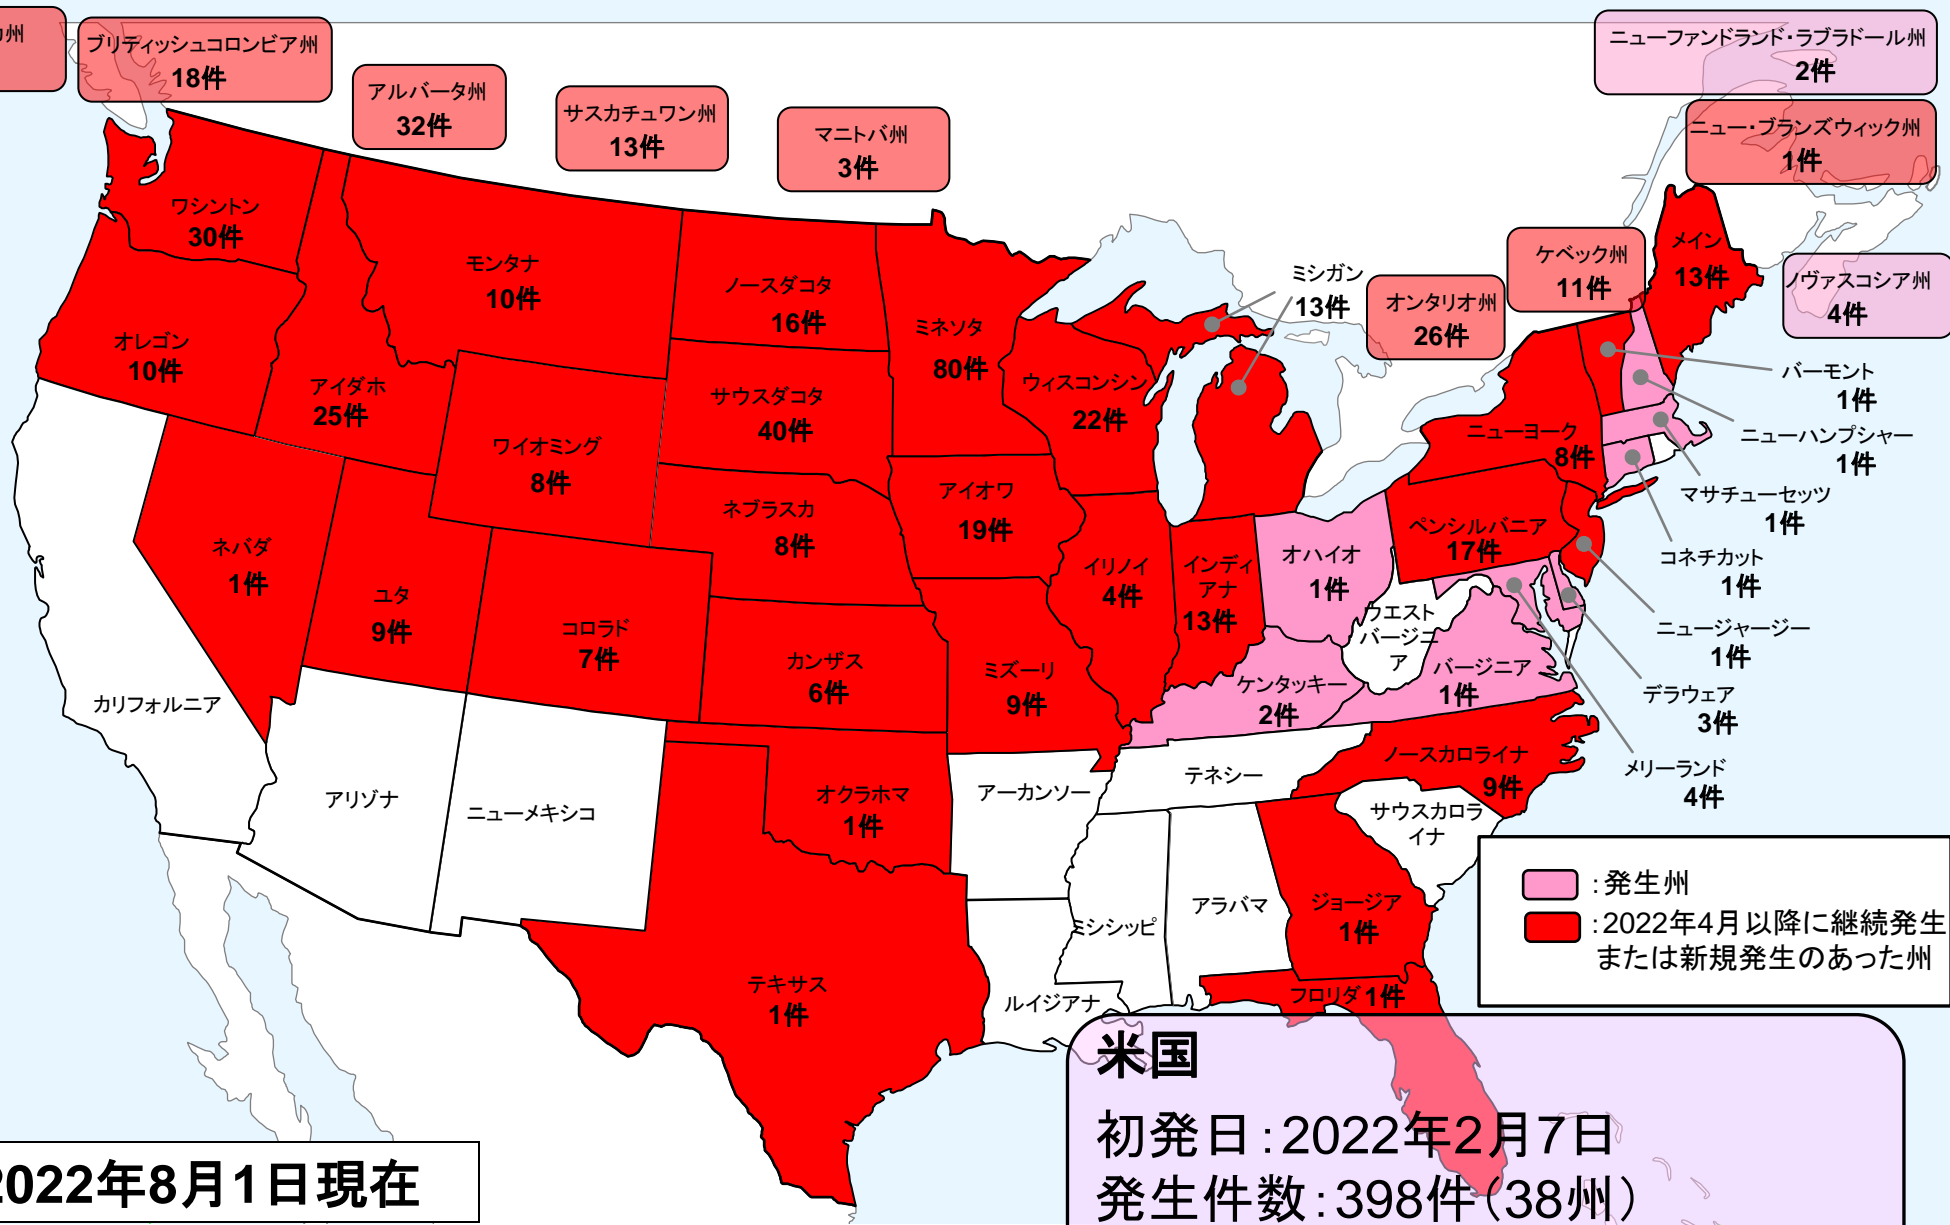 州
ブリティッシュコロンビア州
18件
アルバータ州
32件
サスカチュワン州
13件
マニトバ州
3件
ニューファンドランド・ラブラドール州
2件
ニュー・ブランズウィック州
1件
ケベック州
11件
オンタリオ州
26件
ノヴァスコシア州
4件
ワシントン
30件
オレゴン
10件
アイダホ
25件
モンタナ
10件
ノースダコタ
16件
ミネソタ
80件
サウスダコタ
40件
ワイオミング
8件
ウィスコンシン
22件
ミシガン
13件
メイン
13件
ニューヨーク
8件
バーモント
1件
ニューハンプシャー
1件
マサチューセッツ
1件
コネチカット
1件
ニュージャージー
1件
デラウェア
3件
メリーランド
4件
ペンシルバニア
17件
ネバダ
1件
ユタ
9件
コロラド
7件
ネブラスカ
8件
アイオワ
19件
カンザス
6件
ミズーリ
9件
イリノイ
4件
インディ
アナ
13件
オハイオ
1件
ウエスト
バージニ
ア
バージニア
1件
ケンタッキー
2件
カリフォルニア
アリゾナ
ニューメキシコ
オクラホマ
1件
アーカンソー
テネシー
ノースカロライナ
9件
サウスカロラ
イナ
テキサス
1件
ルイジアナ
ミシシッピ
アラバマ
ジョージア
1件
フロリダ 1件
:発生州
:2022年4月以降に継続発生
または新規発生のあった州
米国
初発日:2022年2月7日
発生件数:398件(38州)
2022年8月1日現在